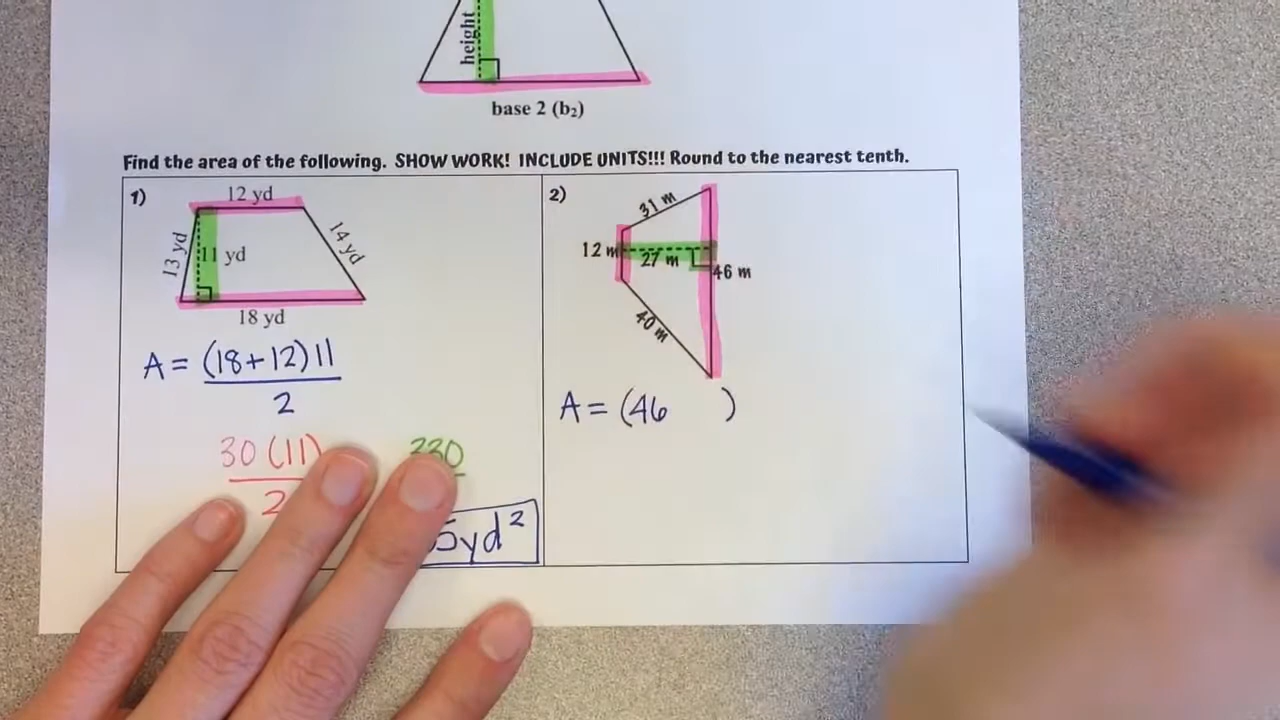 height
base 2 (b₂)
Find the area of the following. SHOW WORK! INCLUDE UNITS!!! Round to the nearest tenth.
1)
12 yd
13 yd
11 yd
14 yd
18 yd
A = (18+12)11
2
30(11)
2
330
5yd²
2)
31 m
12 m
27 m
46 m
40 m
A = (46 )